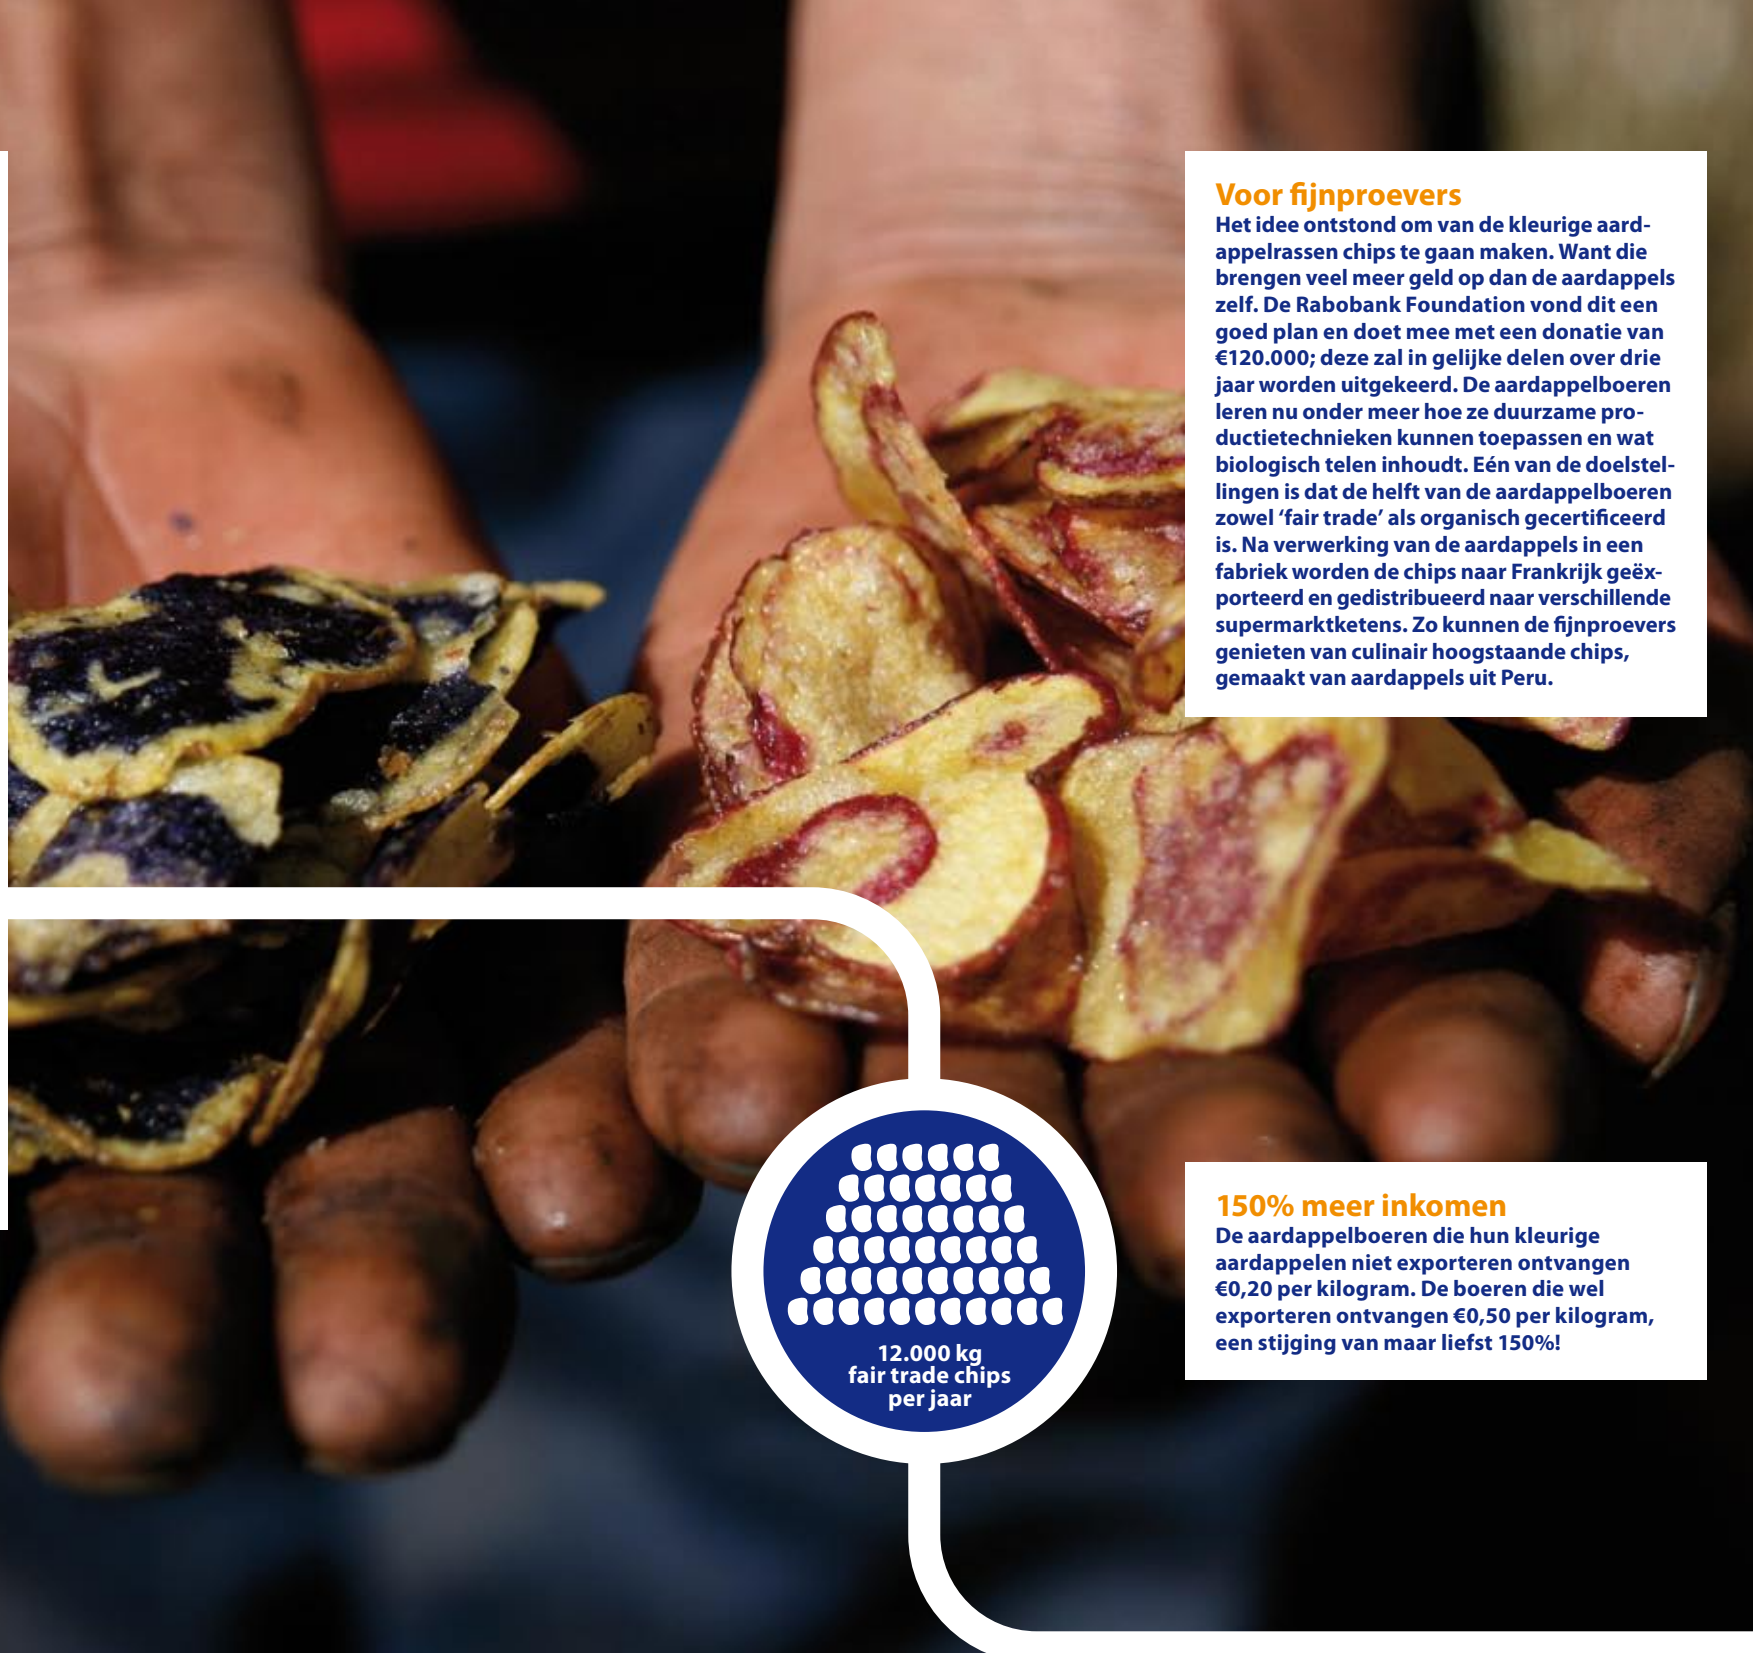 Voor fijnproevers
Het idee ontstond om van de kleurige aard-
appelrassen chips te gaan maken. Want die
brengen veel meer geld op dan de aardappels
zelf. De Rabobank Foundation vond dit een
goed plan en doet mee met een donatie van
€120.000; deze zal in gelijke delen over drie
jaar worden uitgekeerd. De aardappelboeren
leren nu onder meer hoe ze duurzame pro-
ductietechnieken kunnen toepassen en wat
biologisch telen inhoudt. Eén van de doelstel-
lingen is dat de helft van de aardappelboeren
zowel ‘fair trade’ als organisch gecertificeerd
is. Na verwerking van de aardappels in een
fabriek worden de chips naar Frankrijk geëx-
porteerd en gedistribueerd naar verschillende
supermarktketens. Zo kunnen de fijnproevers
genieten van culinair hoogstaande chips,
gemaakt van aardappels uit Peru.
12.000 kg
fair trade chips
per jaar
150% meer inkomen
De aardappelboeren die hun kleurige
aardappelen niet exporteren ontvangen
€0,20 per kilogram. De boeren die wel
exporteren ontvangen €0,50 per kilogram,
een stijging van maar liefst 150%!